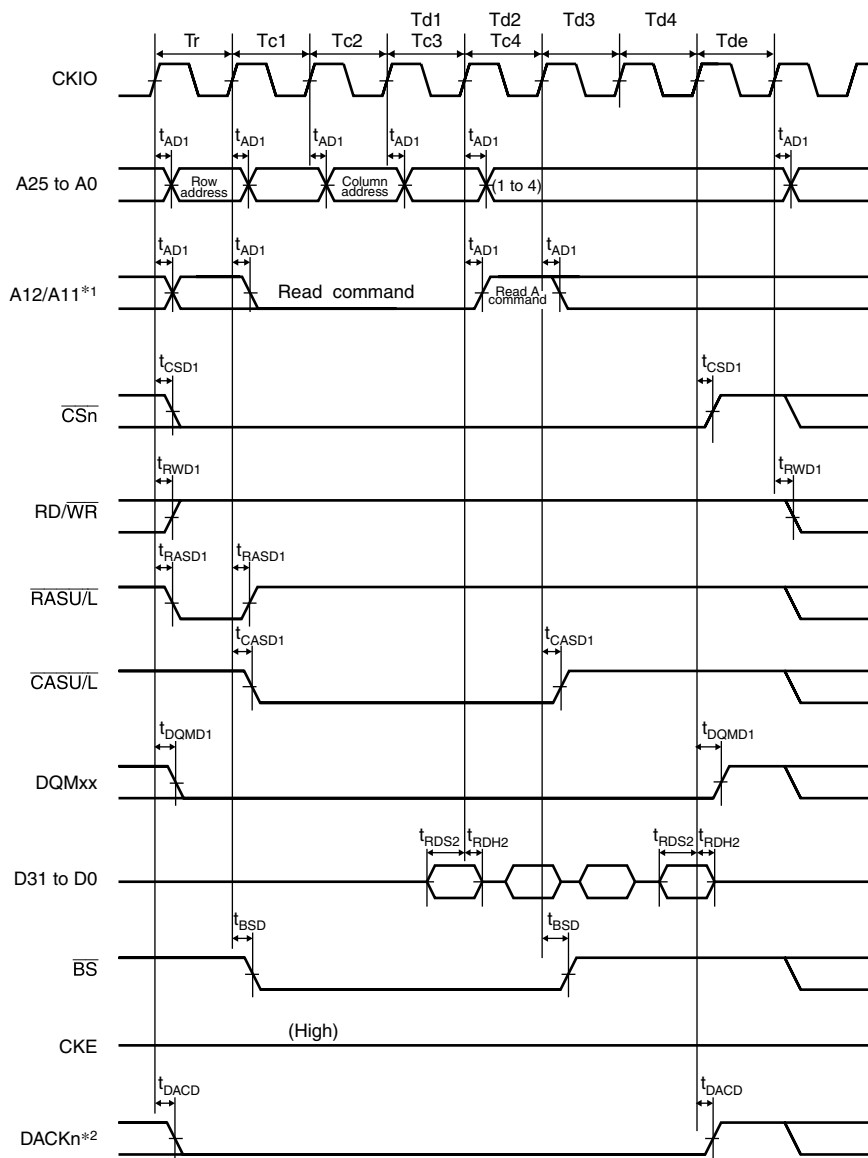 Td1 Td2 Td3 Td4
Tr Tc1 Tc2 Tc3 Tc4 Tde
CKIO
tAD1 tAD1 tAD1 tAD1 tAD1 tAD1
A25 to A0
Row address
Column address
(1 to 4)
tAD1 tAD1 tAD1 tAD1
A12/A11*1
Read command
Read A command
tCSD1 tCSD1
CSn
tRWD1 tRWD1
RD/WR
tRASD1 tRASD1
RASU/L
tCASD1 tCASD1
CASU/L
tDQMD1 tDQMD1
DQMxx
tRDS2 tRDH2 tRDS2 tRDH2
D31 to D0
tBSD tBSD
BS
(High)
CKE
tDACD tDACD
DACKn*2